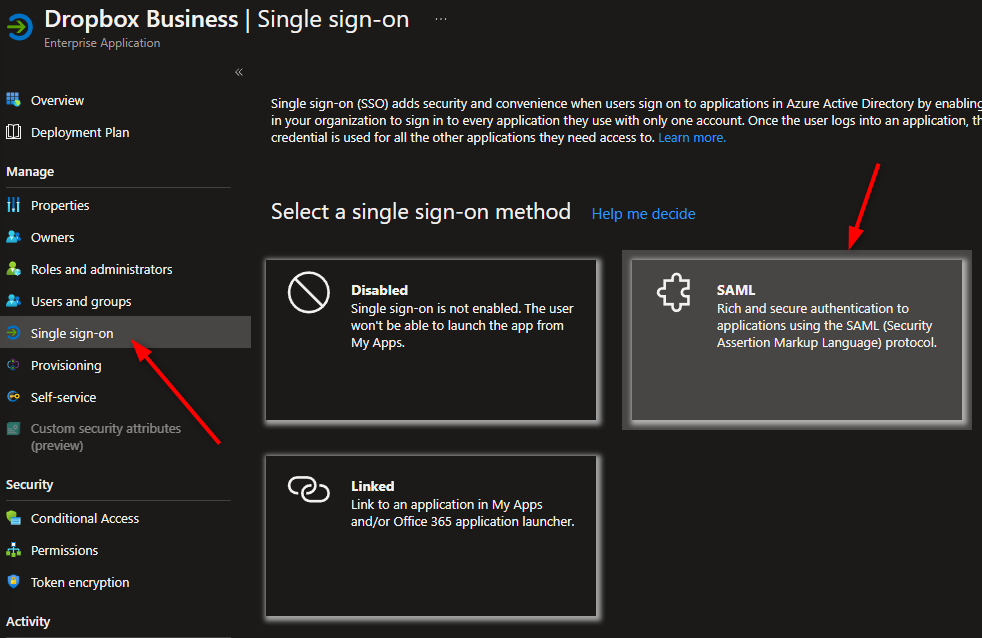 Dropbox Business | Single sign-on ...
Enterprise Application
«
Overview
Deployment Plan
Manage
Properties
Owners
Roles and administrators
Users and groups
Single sign-on
Provisioning
Self-service
Custom security attributes
(preview)
Security
Conditional Access
Permissions
Token encryption
Activity
Single sign-on (SSO) adds security and convenience when users sign on to applications in Azure Active Directory by enabling
in your organization to sign in to every application they use with only one account. Once the user logs into an application, th
credential is used for all the other applications they need access to. Learn more.
Select a single sign-on method Help me decide
Disabled
Single sign-on is not enabled. The user
won't be able to launch the app from
My Apps.
SAML
Rich and secure authentication to
applications using the SAML (Security
Assertion Markup Language) protocol.
Linked
Link to an application in My Apps
and/or Office 365 application launcher.